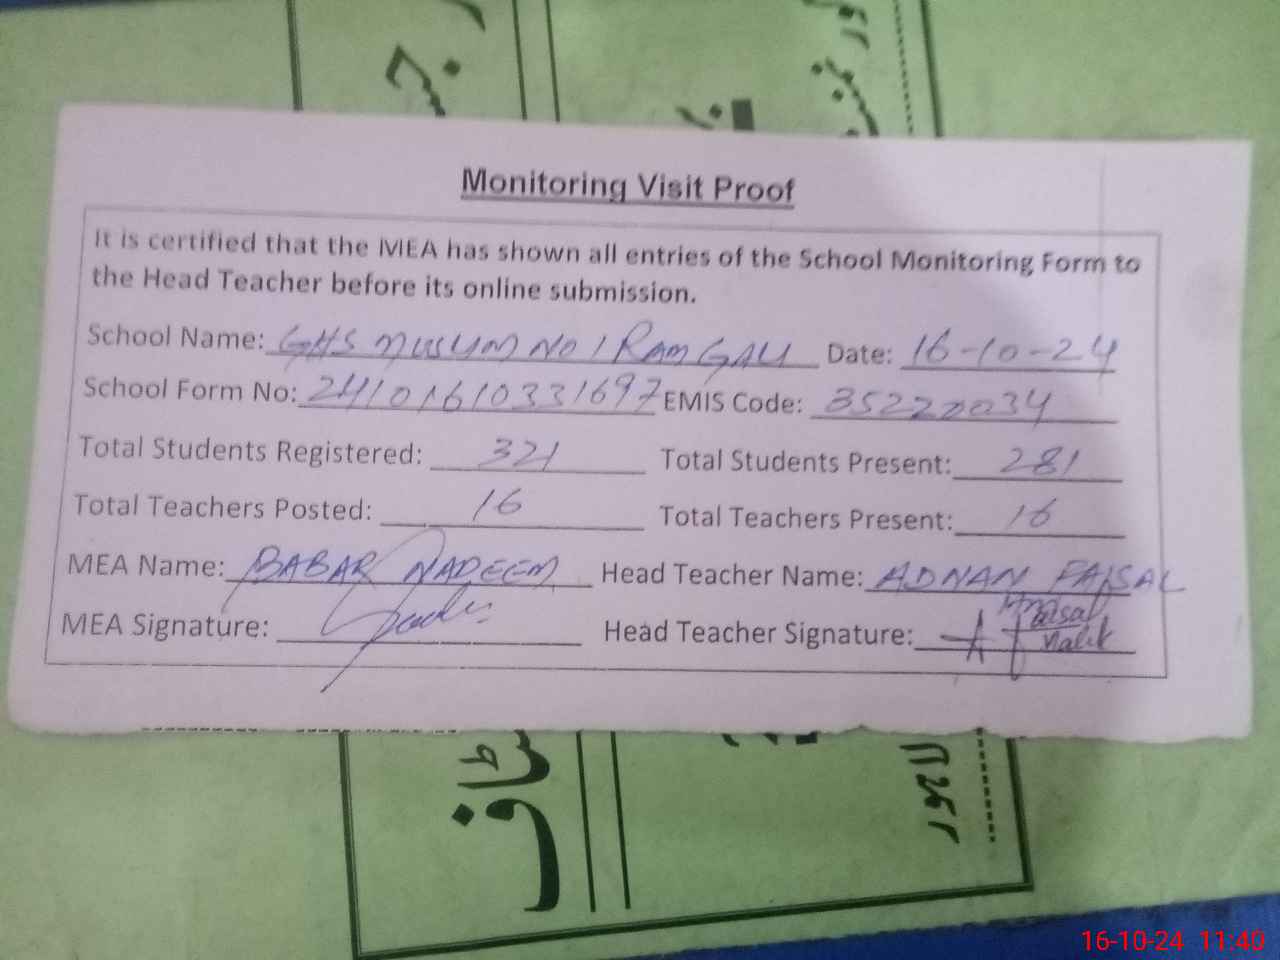 Monitoring Visit Proof
It is certified that the MEA has shown all entries of the School Monitoring Form to
the Head Teacher before its online submission.
School Name: GHS MUSLIM NO 1 RAM GALI Date: 16-10-24
School Form No: 24101610331697 EMIS Code: 35220034
Total Students Registered: 321 Total Students Present: 281
Total Teachers Posted: 16 Total Teachers Present: 16
MEA Name: BABAR NADEEM Head Teacher Name: ADNAN FAISAL
MEA Signature: Head Teacher Signature:
16-10-24 11:40